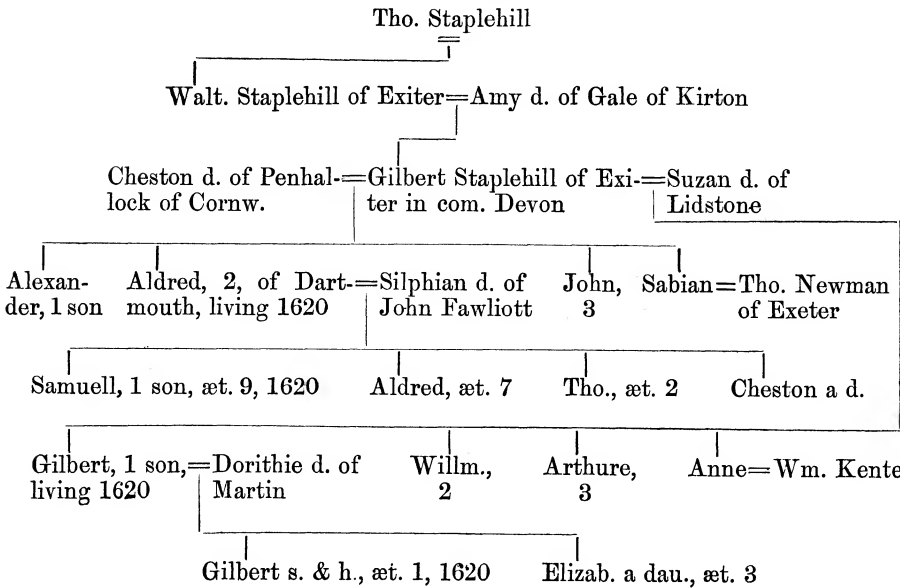 Tho. Staplehill
Walt. Staplehill of Exiter=Amy d. of Gale of Kirton
Cheston d. of Penhal-=Gilbert Staplehill of Exi-=Suzan d. of
lock of Cornw. ter in com. Devon Lidstone
Alexan- Aldred, 2, of Dart-=Silphian d. of John, Sabian=Tho. Newman
der, 1 son mouth, living 1620 John Fawliott 3 of Exeter
Samuell, 1 son, æt. 9, 1620 Aldred, æt. 7 Tho., æt. 2 Cheston a d.
Gilbert, 1 son,=Dorithie d. of Willm., Arthure, Anne=Wm. Kente
living 1620 Martin 2 3
Gilbert s. & h., æt. 1, 1620 Elizab. a dau., æt. 3